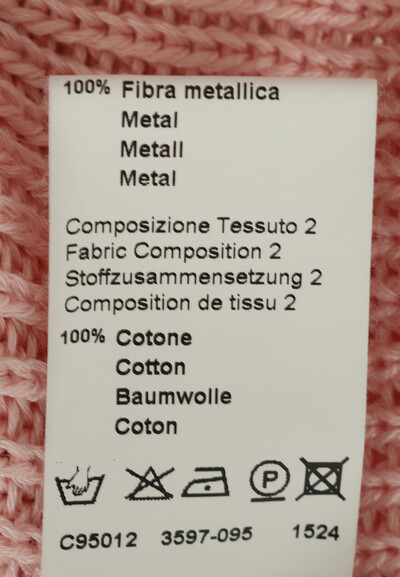 100% Fibra metallica
Metal
Metall
Metal
Composizione Tessuto 2
Fabric Composition 2
Stoffzusammensetzung 2
Composition de tissu 2
100% Cotone
Cotton
Baumwolle
Coton
P
C95012 3597-095 1524